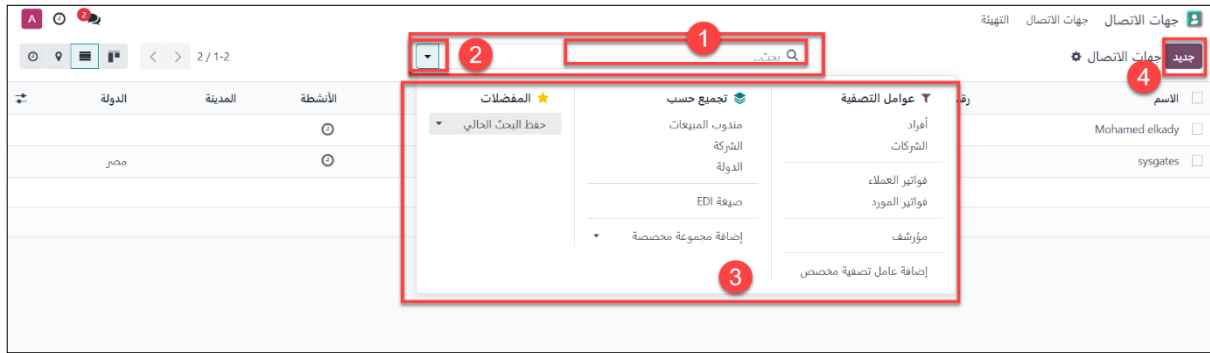 جهات الاتصال جهات الاتصال التهيئة 2 A
جديد جهات الاتصال 4 بحث... 1 2 1-2 / 2
الاسم رقم الأنشطة المدينة الدولة
Mohamed elkady
sysgates مصر
عوامل التصفية
أفراد
الشركات
فواتير العملاء
فواتير المورد
مؤرشف
إضافة عامل تصفية مخصص
تجميع حسب
مندوب المبيعات
الشركة
الدولة
صيغة EDI
إضافة مجموعة مخصصة
المفضلات
حفظ البحث الحالي
3